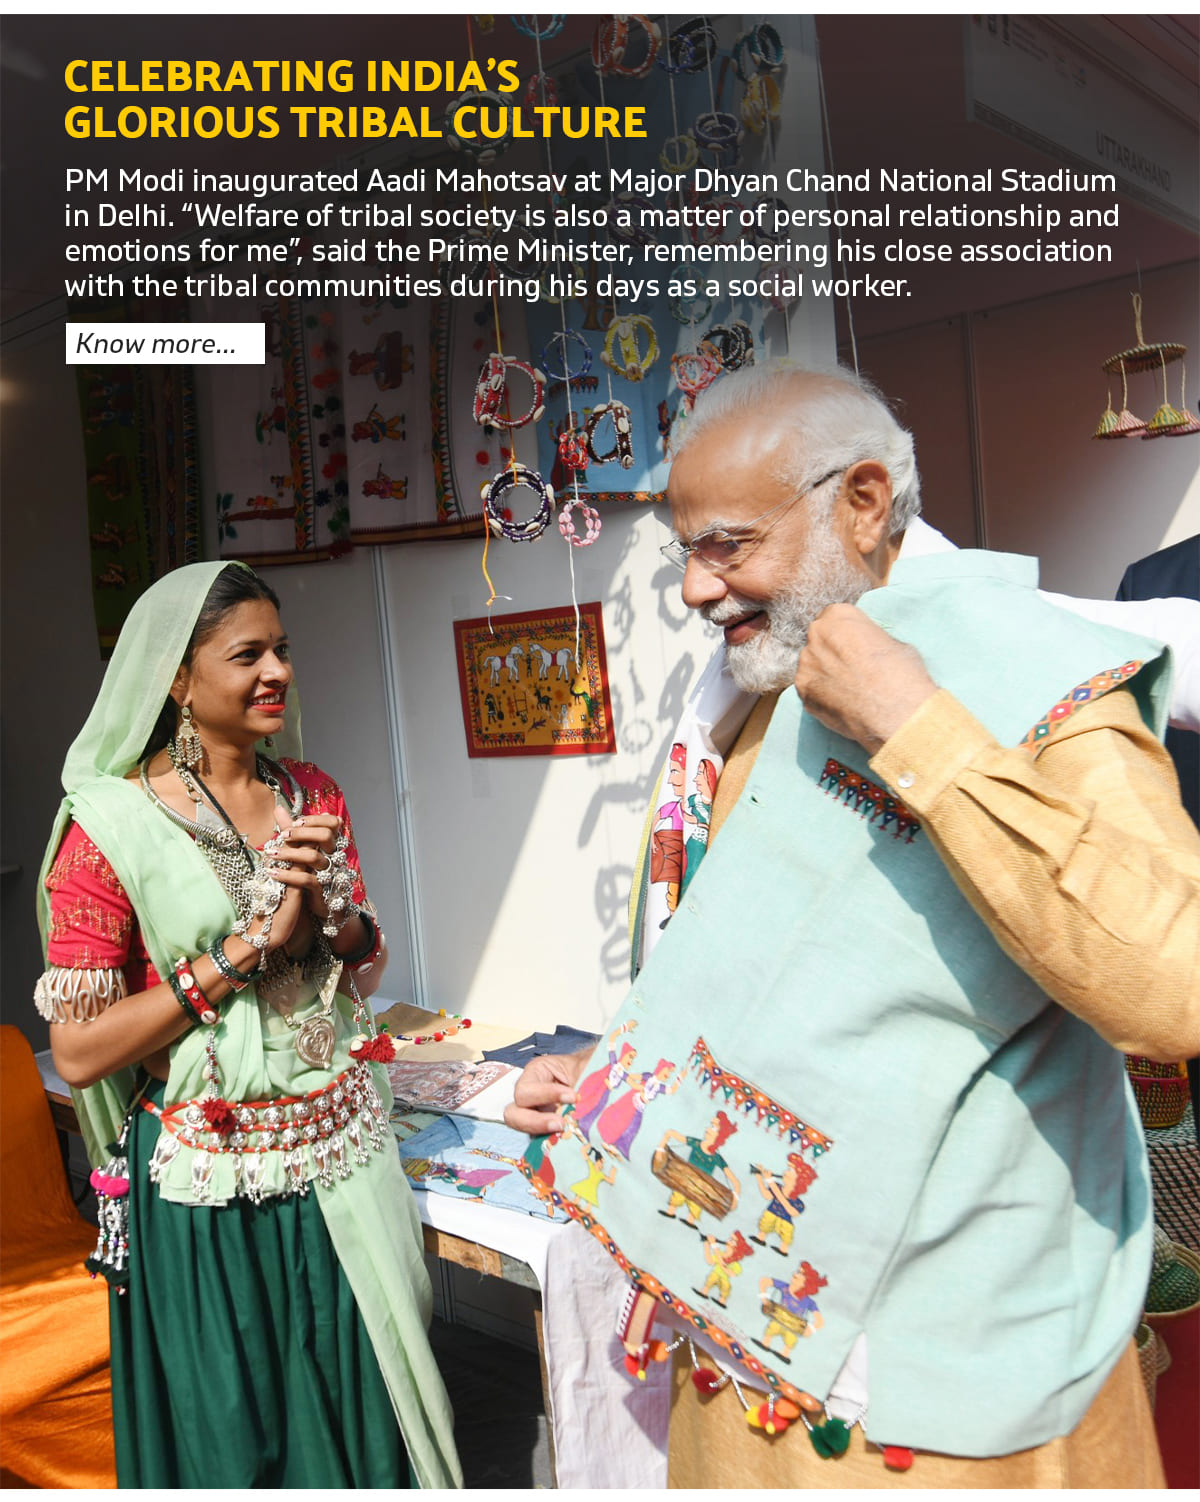 CELEBRATING INDIA’S
GLORIOUS TRIBAL CULTURE
PM Modi inaugurated Aadi Mahotsav at Major Dhyan Chand National Stadium
in Delhi. “Welfare of tribal society is also a matter of personal relationship and
emotions for me”, said the Prime Minister, remembering his close association
with the tribal communities during his days as a social worker.
UTTARAKHAND
Know more...